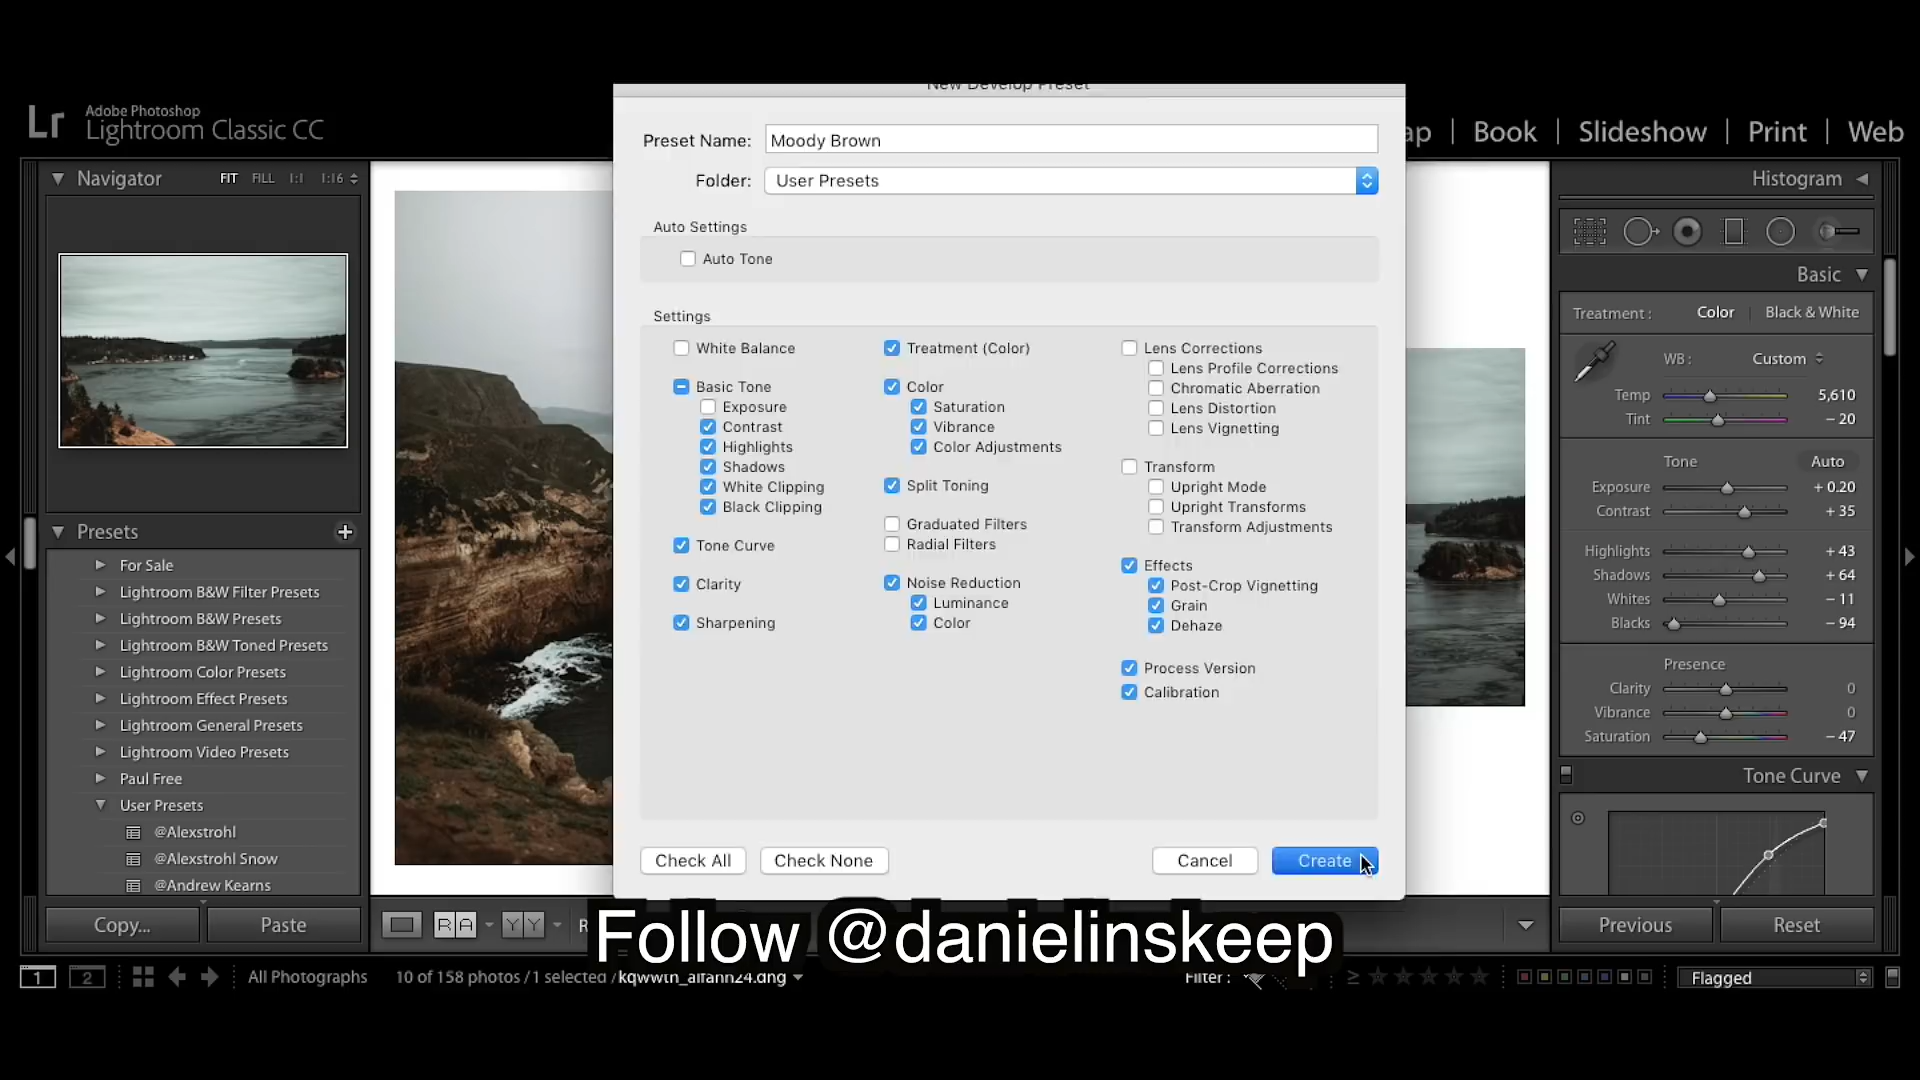 New Develop Preset
Lr
Adobe Photoshop
Lightroom Classic CC
Book | Slideshow | Print | Web
Navigator
FIT FILL 1:1 1:16
Presets
For Sale
Lightroom B&W Filter Presets
Lightroom B&W Presets
Lightroom B&W Toned Presets
Lightroom Color Presets
Lightroom Effect Presets
Lightroom General Presets
Lightroom Video Presets
Paul Free
User Presets
@Alexstrohl
@Alexstrohl Snow
@Andrew Kearns
Copy...
Paste
Preset Name: Moody Brown
Folder: User Presets
Auto Settings
Auto Tone
Settings
White Balance
Basic Tone
Exposure
Contrast
Highlights
Shadows
White Clipping
Black Clipping
Tone Curve
Clarity
Sharpening
Treatment (Color)
Color
Saturation
Vibrance
Color Adjustments
Split Toning
Graduated Filters
Radial Filters
Noise Reduction
Luminance
Color
Lens Corrections
Lens Profile Corrections
Chromatic Aberration
Lens Distortion
Lens Vignetting
Transform
Upright Mode
Upright Transforms
Transform Adjustments
Effects
Post-Crop Vignetting
Grain
Dehaze
Process Version
Calibration
Check All
Check None
Cancel
Create
Histogram
Basic
Treatment : Color | Black & White
WB : Custom
Temp 5,610
Tint – 20
Tone Auto
Exposure + 0.20
Contrast + 35
Highlights + 43
Shadows + 64
Whites – 11
Blacks – 94
Presence
Clarity 0
Vibrance 0
Saturation – 47
Tone Curve
Previous
Reset
R A
Y Y
Follow @danielinskeep
1 2
All Photographs
10 of 158 photos / 1 selected /
Filter :
Flagged